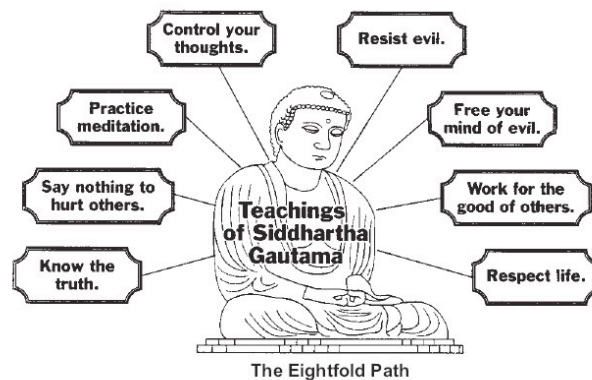 Control your
thoughts.
Resist evil.
Practice
meditation.
Free your
mind of evil.
Say nothing to
hurt others.
Work for the
good of others.
Teachings
of Siddhartha
Gautama
Know the
truth.
Respect life.
The Eightfold Path